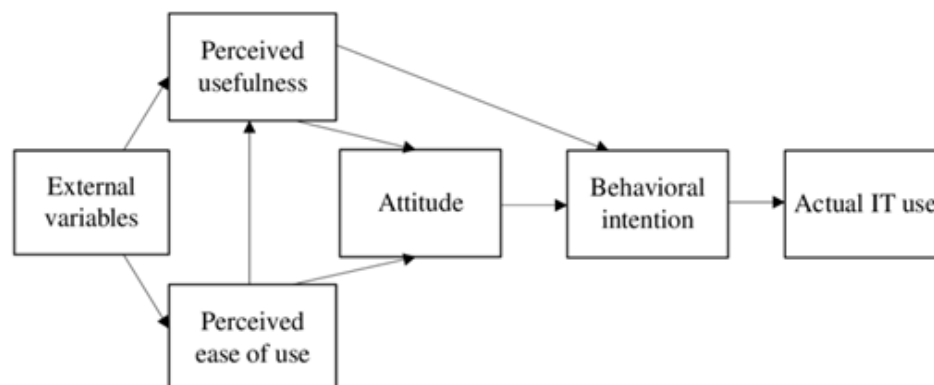 Perceived
usefulness
External
variables
Attitude
Behavioral
intention
Actual IT use
Perceived
ease of use